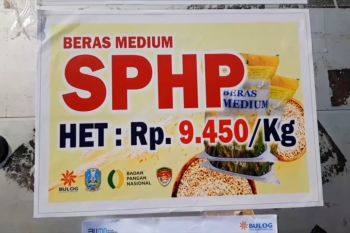 BERAS MEDIUM
SPHP
BERAS
MEDIUM
HET : Rp. 9.450/Kg
BULOG
BADAN
PANGAN
NASIONAL
BULOG